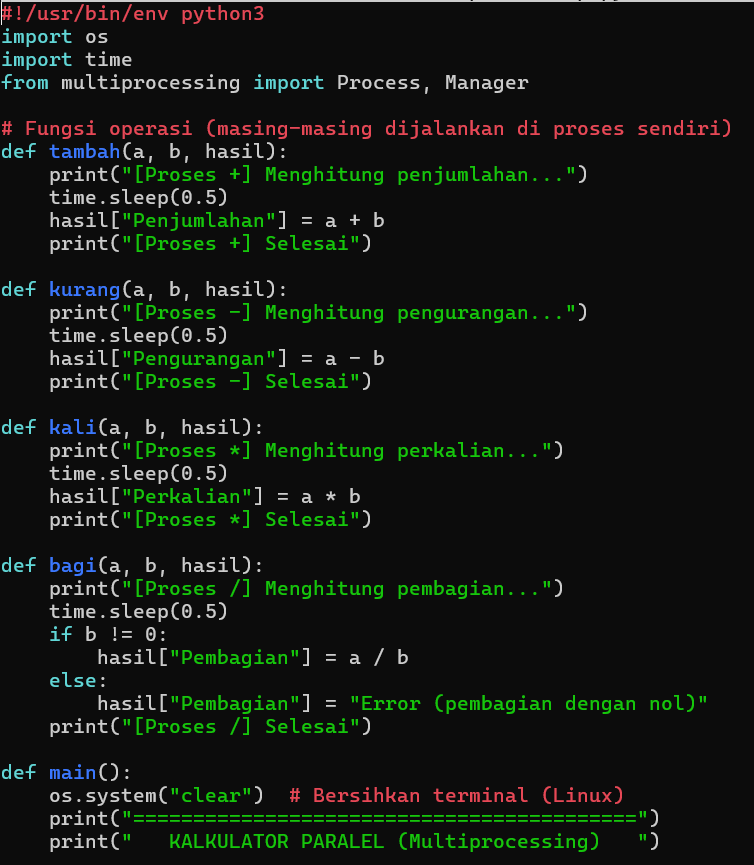 #!/usr/bin/env python3
import os
import time
from multiprocessing import Process, Manager

# Fungsi operasi (masing-masing dijalankan di proses sendiri)
def tambah(a, b, hasil):
    print("[Proses +] Menghitung penjumlahan...")
    time.sleep(0.5)
    hasil["Penjumlahan"] = a + b
    print("[Proses +] Selesai")

def kurang(a, b, hasil):
    print("[Proses -] Menghitung pengurangan...")
    time.sleep(0.5)
    hasil["Pengurangan"] = a - b
    print("[Proses -] Selesai")

def kali(a, b, hasil):
    print("[Proses *] Menghitung perkalian...")
    time.sleep(0.5)
    hasil["Perkalian"] = a * b
    print("[Proses *] Selesai")

def bagi(a, b, hasil):
    print("[Proses /] Menghitung pembagian...")
    time.sleep(0.5)
    if b != 0:
        hasil["Pembagian"] = a / b
    else:
        hasil["Pembagian"] = "Error (pembagian dengan nol)"
    print("[Proses /] Selesai")

def main():
    os.system("clear")  # Bersihkan terminal (Linux)
    print("==========================================")
    print("   KALKULATOR PARALEL (Multiprocessing)   ")